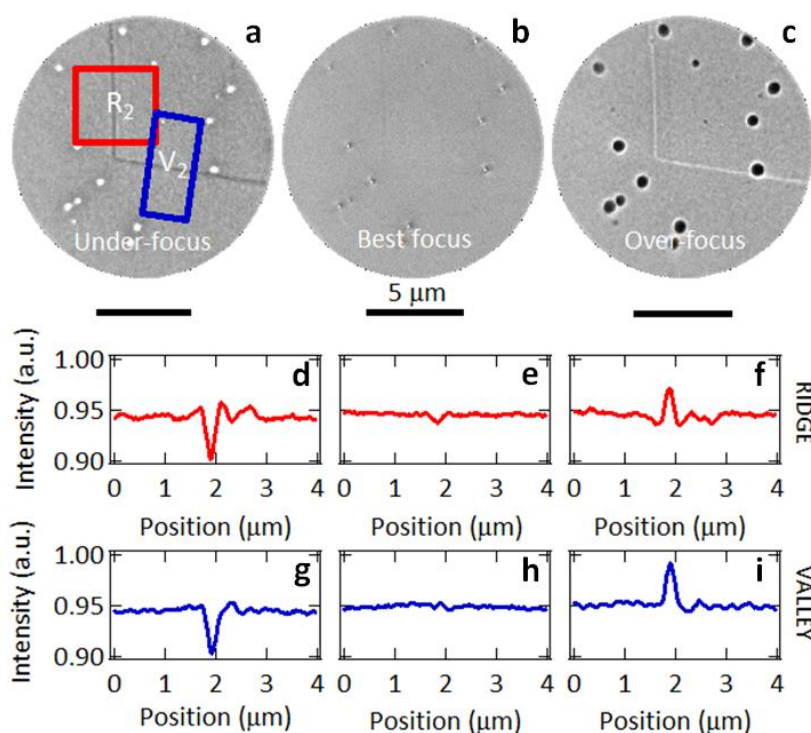 a b c
R2
V2
Under-focus Best focus Over-focus
5 µm
Intensity (a.u.) 1.00 0.95 0.90 d e f RIDGE
0 1 2 3 4 0 1 2 3 4 0 1 2 3 4
Position (µm) Position (µm) Position (µm)
Intensity (a.u.) 1.00 0.95 0.90 g h i VALLEY
0 1 2 3 4 0 1 2 3 4 0 1 2 3 4
Position (µm) Position (µm) Position (µm)